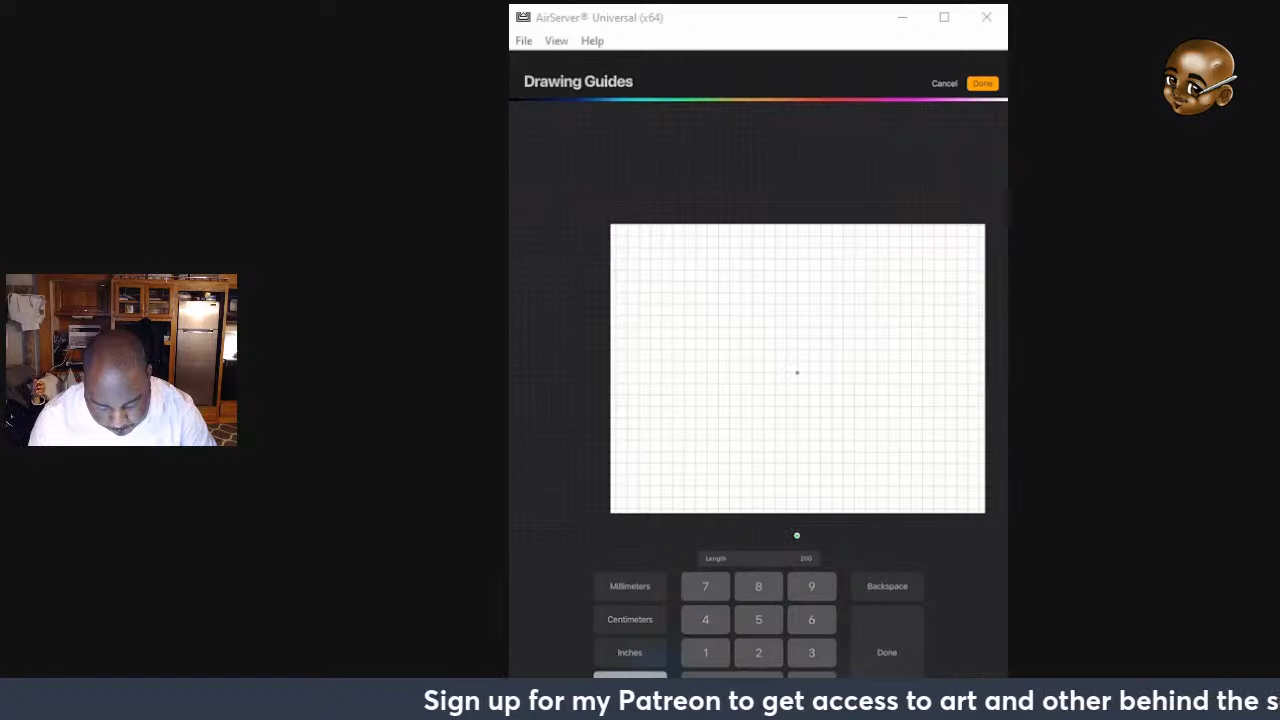 AirServer® Universal (x64)
File View Help
Drawing Guides
Cancel Done
Length 200
Millimeters 7 8 9 Backspace
Centimeters 4 5 6
Inches 1 2 3 Done
Sign up for my Patreon to get access to art and other behind the s